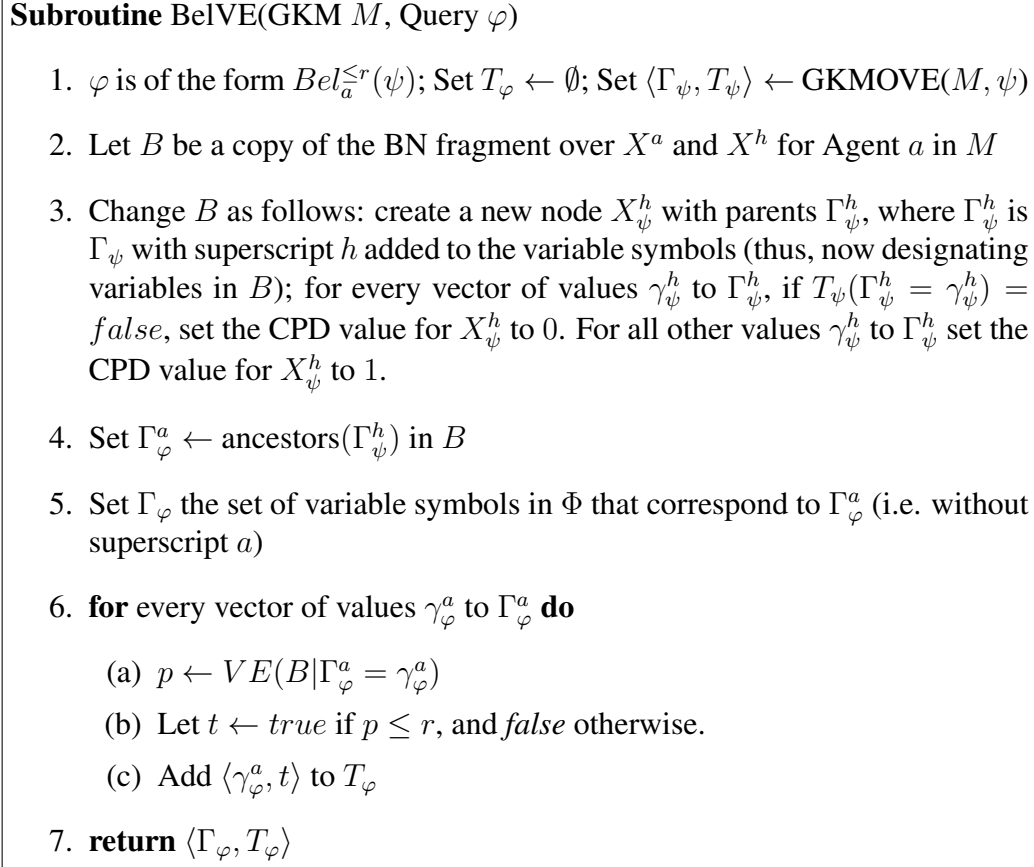 Subroutine BelVE(GKM M, Query φ)
1. φ is of the form Bel_a^{≤r}(ψ); Set T_φ ← ∅; Set ⟨Γ_ψ, T_ψ⟩ ← GKMOVE(M, ψ)
2. Let B be a copy of the BN fragment over X^a and X^h for Agent a in M
3. Change B as follows: create a new node X_ψ^h with parents Γ_ψ^h, where Γ_ψ^h is
Γ_ψ with superscript h added to the variable symbols (thus, now designating
variables in B); for every vector of values γ_ψ^h to Γ_ψ^h, if T_ψ(Γ_ψ^h = γ_ψ^h) =
false, set the CPD value for X_ψ^h to 0. For all other values γ_ψ^h to Γ_ψ^h set the
CPD value for X_ψ^h to 1.
4. Set Γ_φ^a ← ancestors(Γ_ψ^h) in B
5. Set Γ_φ the set of variable symbols in Φ that correspond to Γ_φ^a (i.e. without
superscript a)
6. for every vector of values γ_φ^a to Γ_φ^a do
(a) p ← VE(B|Γ_φ^a = γ_φ^a)
(b) Let t ← true if p ≤ r, and false otherwise.
(c) Add ⟨γ_φ^a, t⟩ to T_φ
7. return ⟨Γ_φ, T_φ⟩